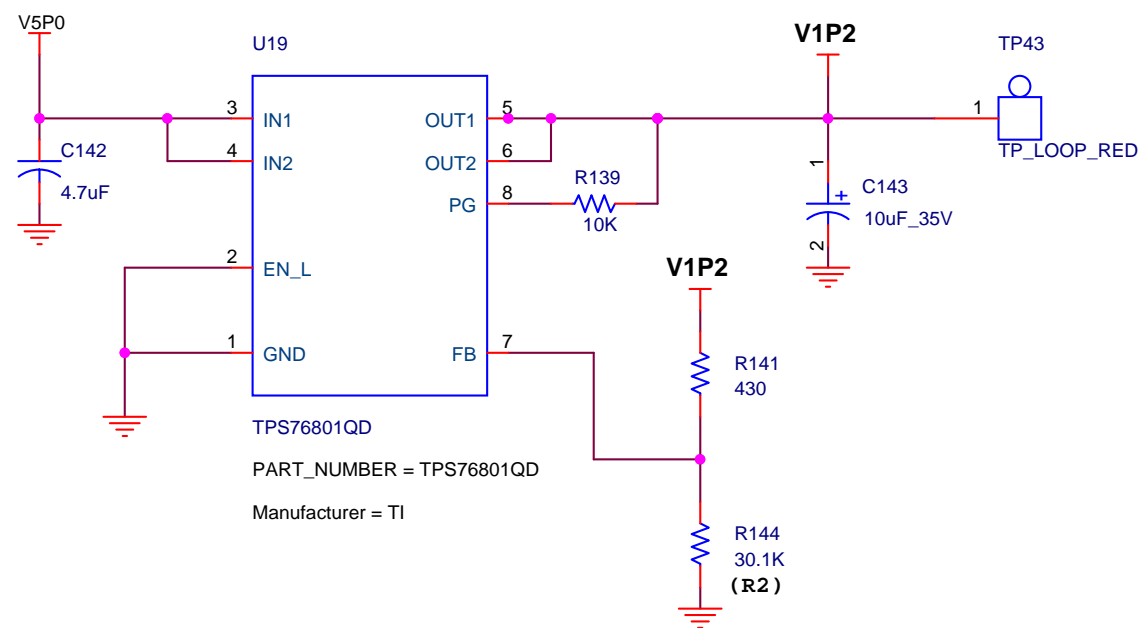 V5P0
U19
V1P2
TP43
3
IN1
OUT1
5
1
4
IN2
OUT2
6
TP_LOOP_RED
C142
4.7uF
PG
8
R139
10K
1
C143
+
10uF_35V
2
2
EN_L
V1P2
1
GND
FB
7
R141
430
TPS76801QD
PART_NUMBER = TPS76801QD
Manufacturer = TI
R144
30.1K
(R2)